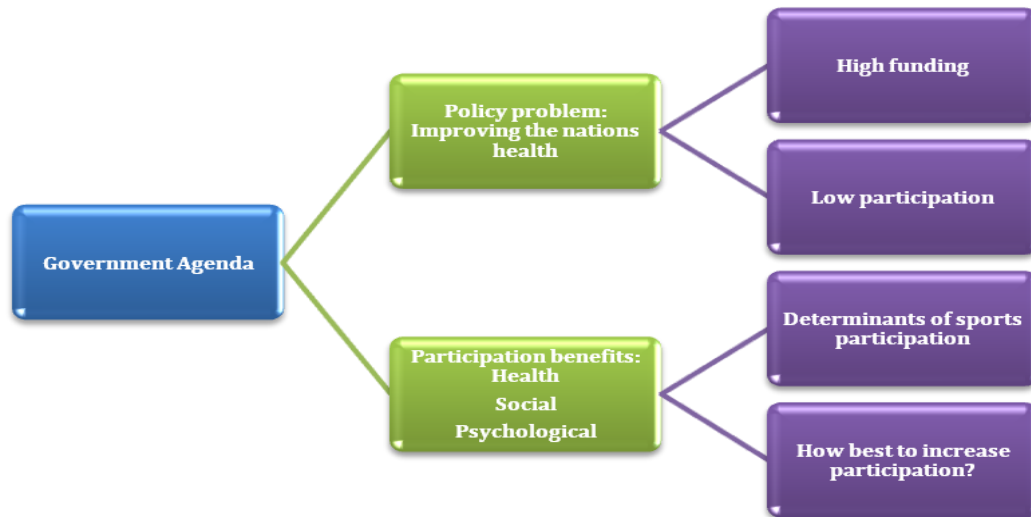 Government Agenda
Policy problem:
Improving the nations
health
Participation benefits:
Health
Social
Psychological
High funding
Low participation
Determinants of sports
participation
How best to increase
participation?